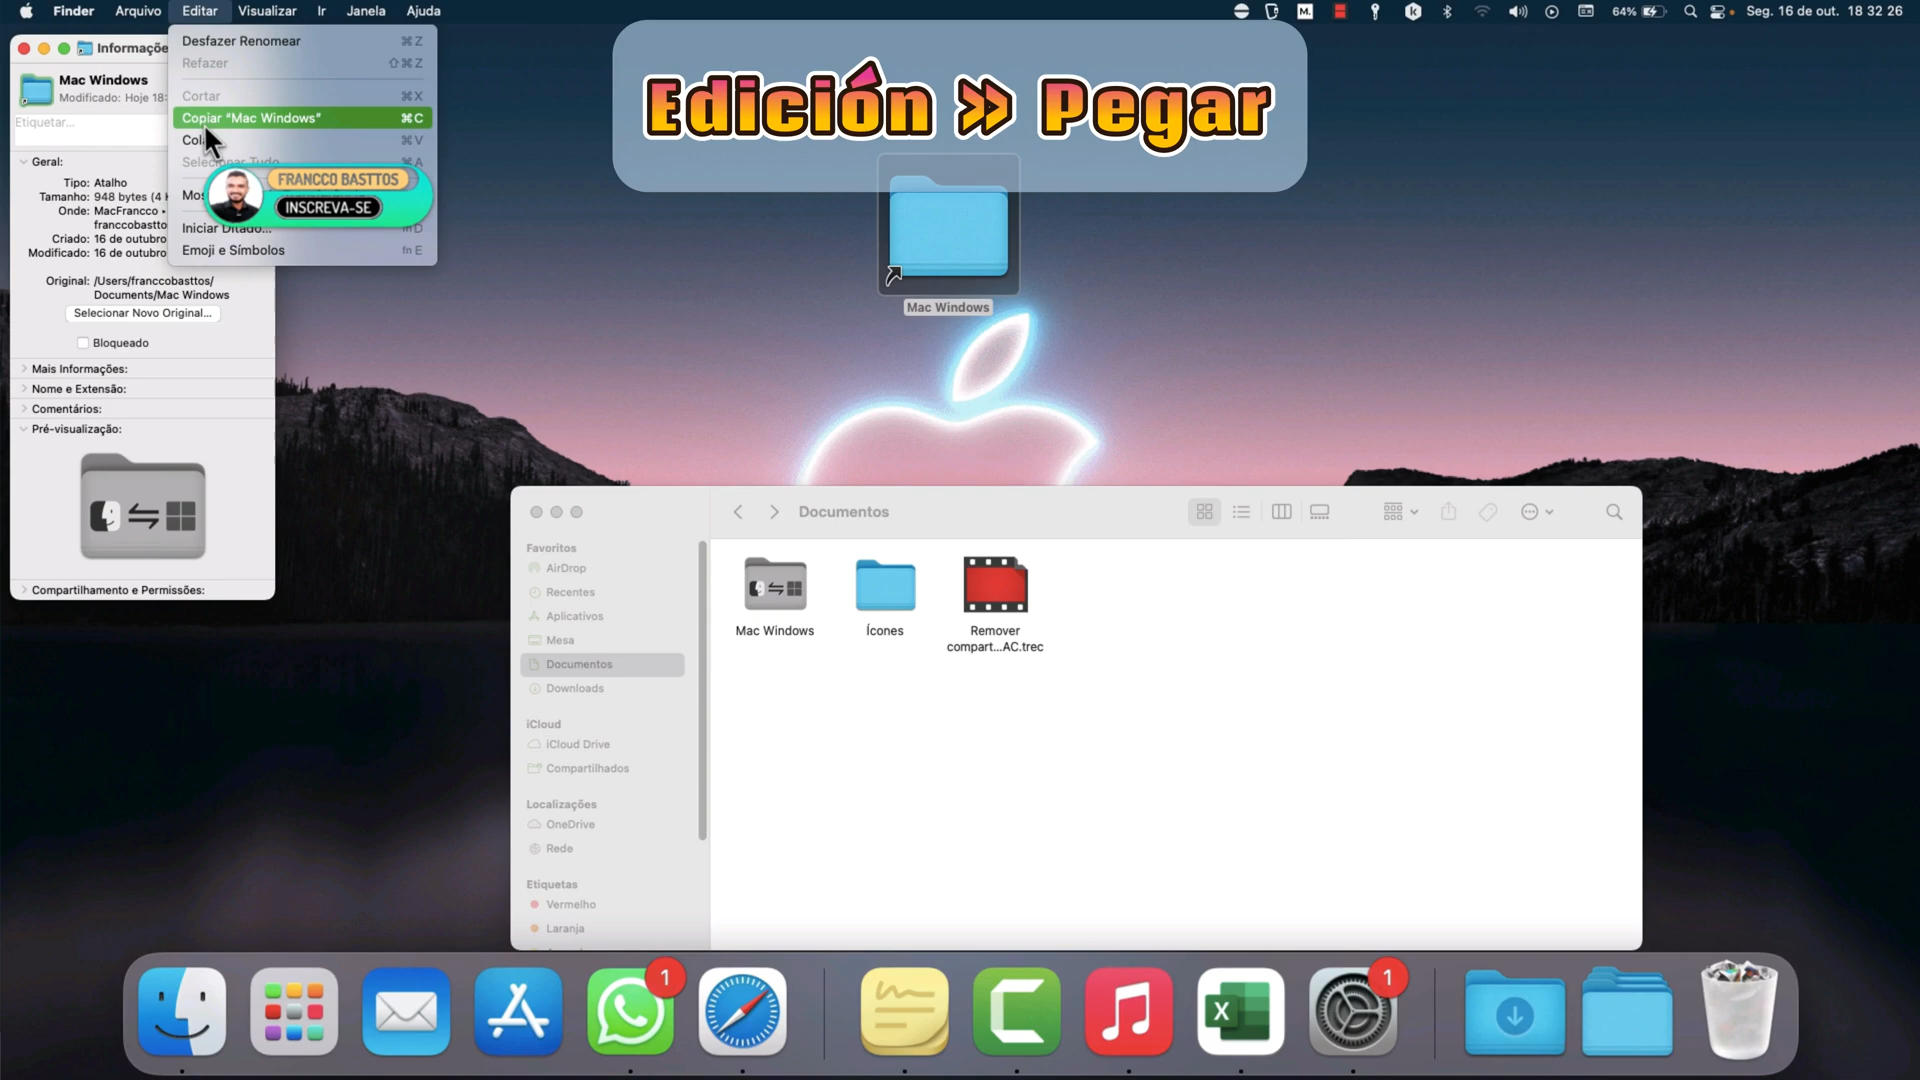 Finder Arquivo Editar Visualizar Ir Janela Ajuda
M.
64%
Seg. 16 de out. 18 32 26
Desfazer Renomear ⌘Z
Refazer ⇧⌘Z
Cortar ⌘X
Copiar “Mac Windows” ⌘C
⌘V
Selecionar Tudo ⌘A
Iniciar Ditado...
Emoji e Símbolos fn E
FRANCCO BASTTOS
INSCREVA-SE
Edición >> Pegar
Mac Windows
Mac Windows
Modificado: Hoje 18:
Etiquetar...
Geral:
Tipo: Atalho
Tamanho: 948 bytes (4
Onde: MacFrancco ▸
franccobastto
Criado: 16 de outubro
Modificado: 16 de outubro
Original: /Users/franccobasttos/
Documents/Mac Windows
Selecionar Novo Original...
Bloqueado
Mais Informações:
Nome e Extensão:
Comentários:
Pré-visualização:
Compartilhamento e Permissões:
Documentos
Favoritos
AirDrop
Recentes
Aplicativos
Mesa
Documentos
Downloads
iCloud
iCloud Drive
Compartilhados
Localizações
OneDrive
Rede
Etiquetas
Vermelho
Laranja
Mac Windows
Ícones
Remover
compart...AC.trec
1
X
1